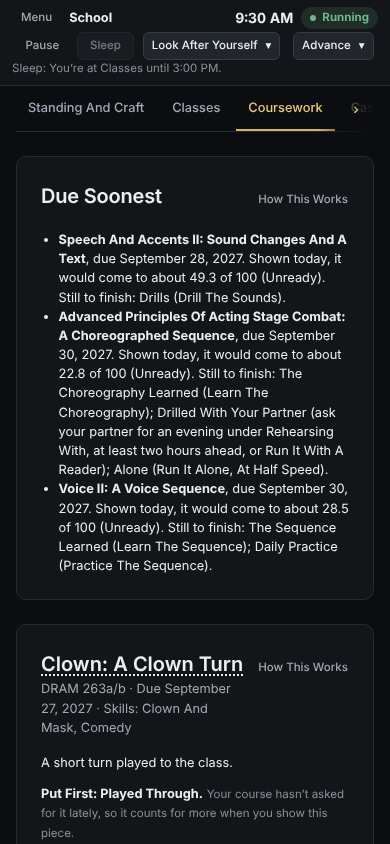 Menu School 9:30 AM ● Running
Pause Sleep Look After Yourself ▾ Advance ▾
Sleep: You're at Classes until 3:00 PM.
Standing And Craft Classes Coursework ›
Due Soonest How This Works
• Speech And Accents II: Sound Changes And A
Text, due September 28, 2027. Shown today, it
would come to about 49.3 of 100 (Unready).
Still to finish: Drills (Drill The Sounds).
• Advanced Principles Of Acting Stage Combat:
A Choreographed Sequence, due September
30, 2027. Shown today, it would come to about
22.8 of 100 (Unready). Still to finish: The
Choreography Learned (Learn The
Choreography); Drilled With Your Partner (ask
your partner for an evening under Rehearsing
With, at least two hours ahead, or Run It With A
Reader); Alone (Run It Alone, At Half Speed).
• Voice II: A Voice Sequence, due September 30,
2027. Shown today, it would come to about 28.5
of 100 (Unready). Still to finish: The Sequence
Learned (Learn The Sequence); Daily Practice
(Practice The Sequence).
Clown: A Clown Turn How This Works
DRAM 263a/b · Due September
27, 2027 · Skills: Clown And
Mask, Comedy
A short turn played to the class.
Put First: Played Through. Your course hasn't asked
for it lately, so it counts for more when you show this
piece.